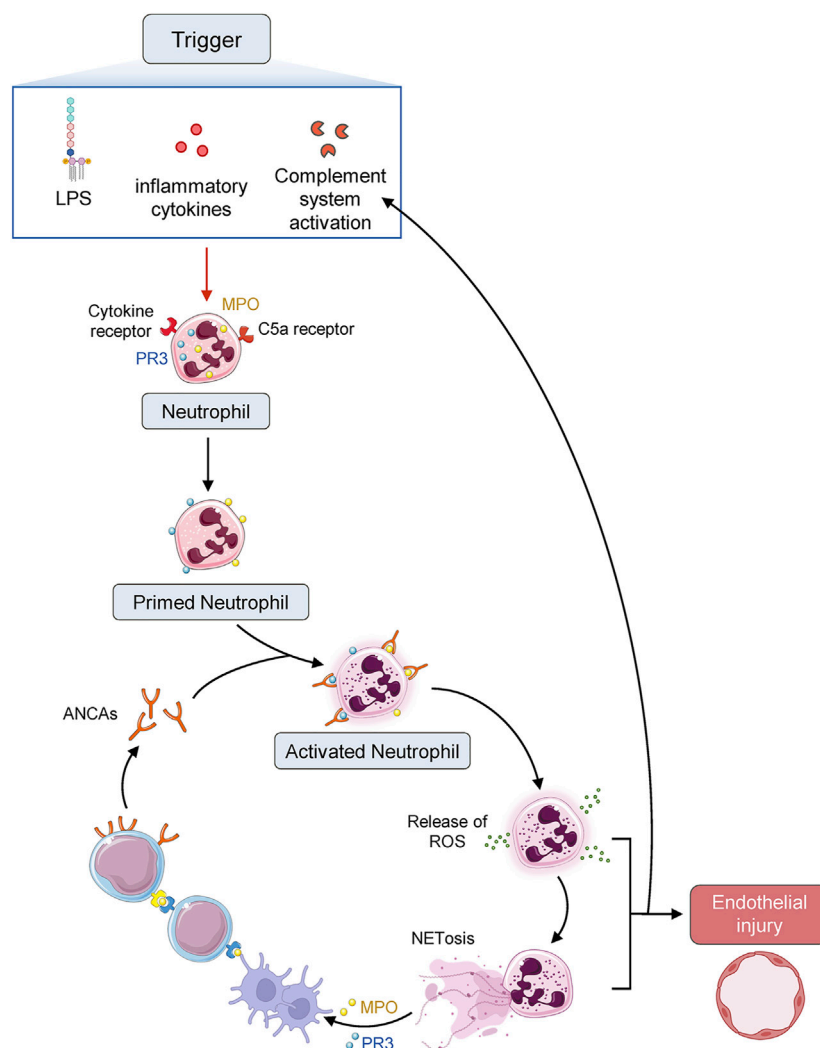 Trigger
LPS
inflammatory
cytokines
Complement
system
activation
MPO
Cytokine
receptor
C5a receptor
PR3
Neutrophil
Primed Neutrophil
ANCAs
Activated Neutrophil
Release of
ROS
Endothelial
injury
NETosis
MPO
PR3